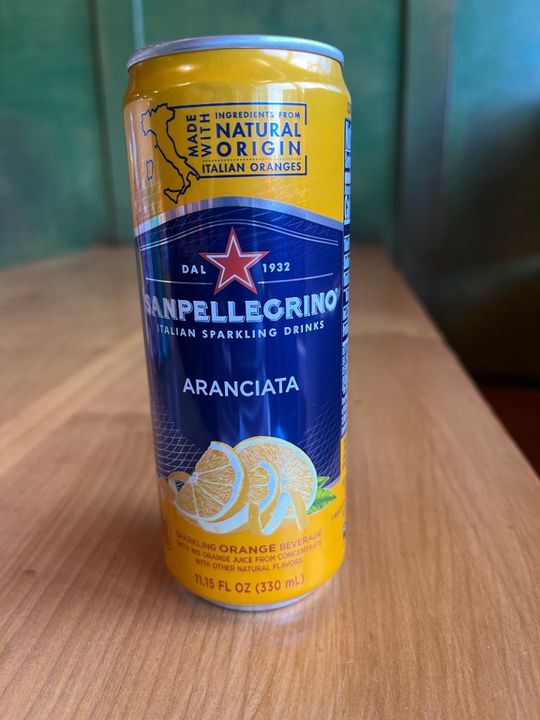 MADE WITH
INGREDIENTS FROM
NATURAL
ORIGIN
ITALIAN ORANGES
DAL 1932
SANPELLEGRINO
ITALIAN SPARKLING DRINKS
ARANCIATA
SPARKLING ORANGE BEVERAGE
ORANGE JUICE FROM CONCENTRATE
WITH OTHER NATURAL FLAVORS
11.15 FL OZ (330 mL)